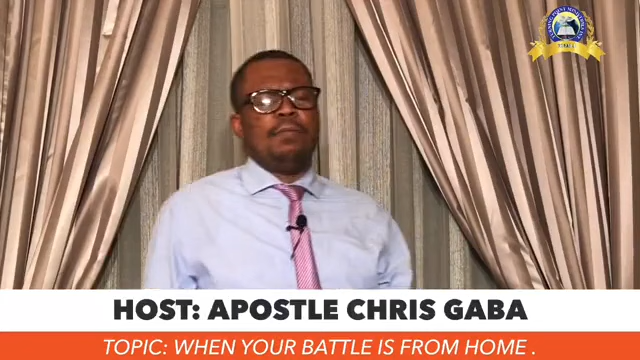 HOST: APOSTLE CHRIS GABA
TOPIC: WHEN YOUR BATTLE IS FROM HOME .